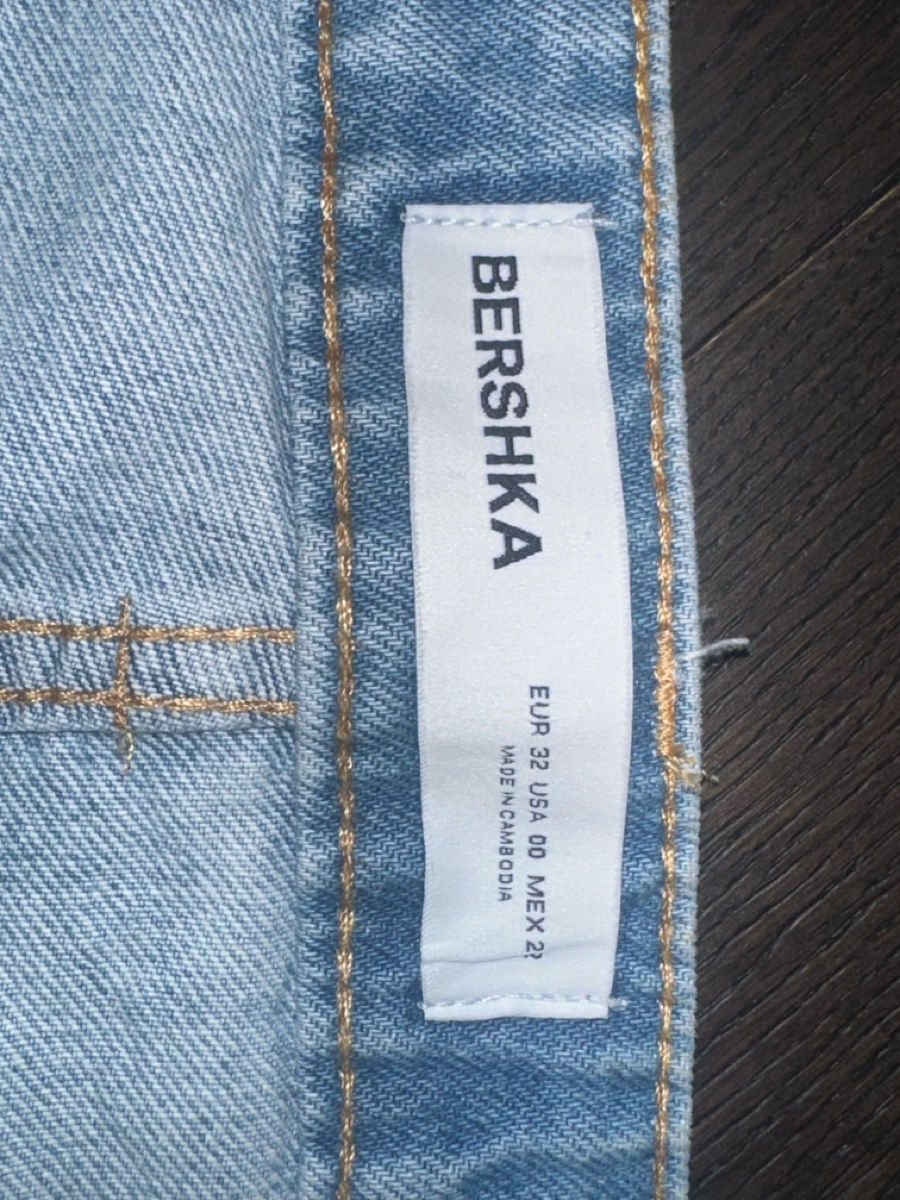 BERSHKA
EUR 32 USA 00 MEX
MADE IN CAMBODIA